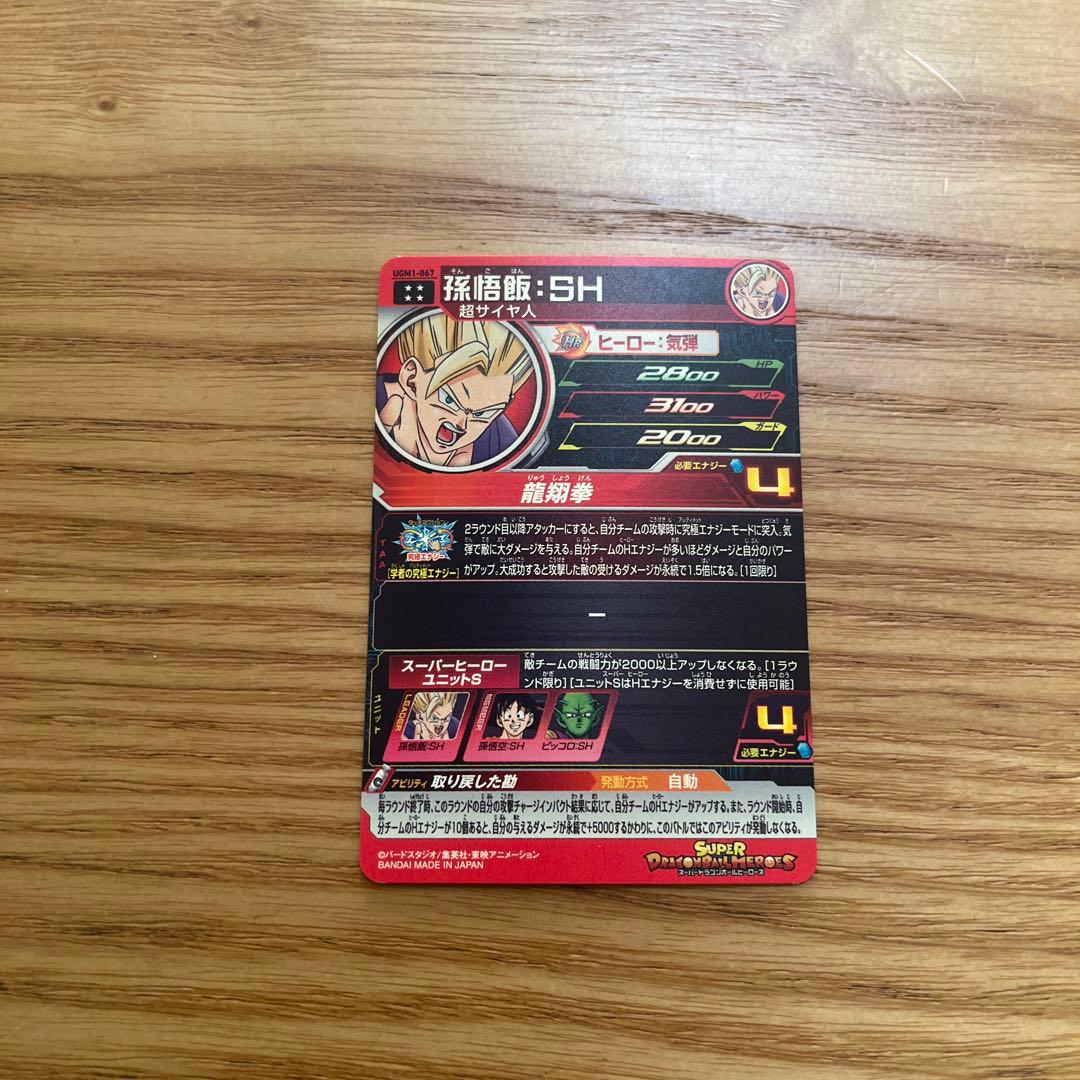 UGM1-067
孫悟飯:SH
超サイヤ人
Hr ヒーロー:気弾
HP
2800
パワー
3100
ガード
2000
必要エナジー 4
りゅう しょう けん
龍翔拳
TAA
究極エナジー
[学者の究極エナジー]
2ラウンド目以降アタッカーにすると、自分チームの攻撃時に究極エナジーモードに突入。気
弾で敵に大ダメージを与える。自分チームのHエナジーが多いほどダメージと自分のパワー
がアップ。大成功すると攻撃した敵の受けるダメージが永続で1.5倍になる。[1回限り]
ー
ユニット
スーパーヒーロー
ユニットS
敵チームの戦闘力が2000以上アップしなくなる。[1ラウ
ンド限り][ユニットSはHエナジーを消費せずに使用可能]
LEADER
孫悟飯:SH
MEMBER
孫悟空:SH
ピッコロ:SH
4
必要エナジー
アビリティ 取り戻した勘
発動方式 自動
毎ラウンド終了時、このラウンドの自分の攻撃チャージインパクト結果に応じて、自分チームのHエナジーがアップする。また、ラウンド開始時、自
分チームのHエナジーが10個あると、自分の与えるダメージが永続で+5000するかわりに、このバトルではこのアビリティが発動しなくなる。
©バードスタジオ/集英社・東映アニメーション
BANDAI MADE IN JAPAN
SUPER
DRAGONBALL HEROES
スーパードラゴンボールヒーローズ